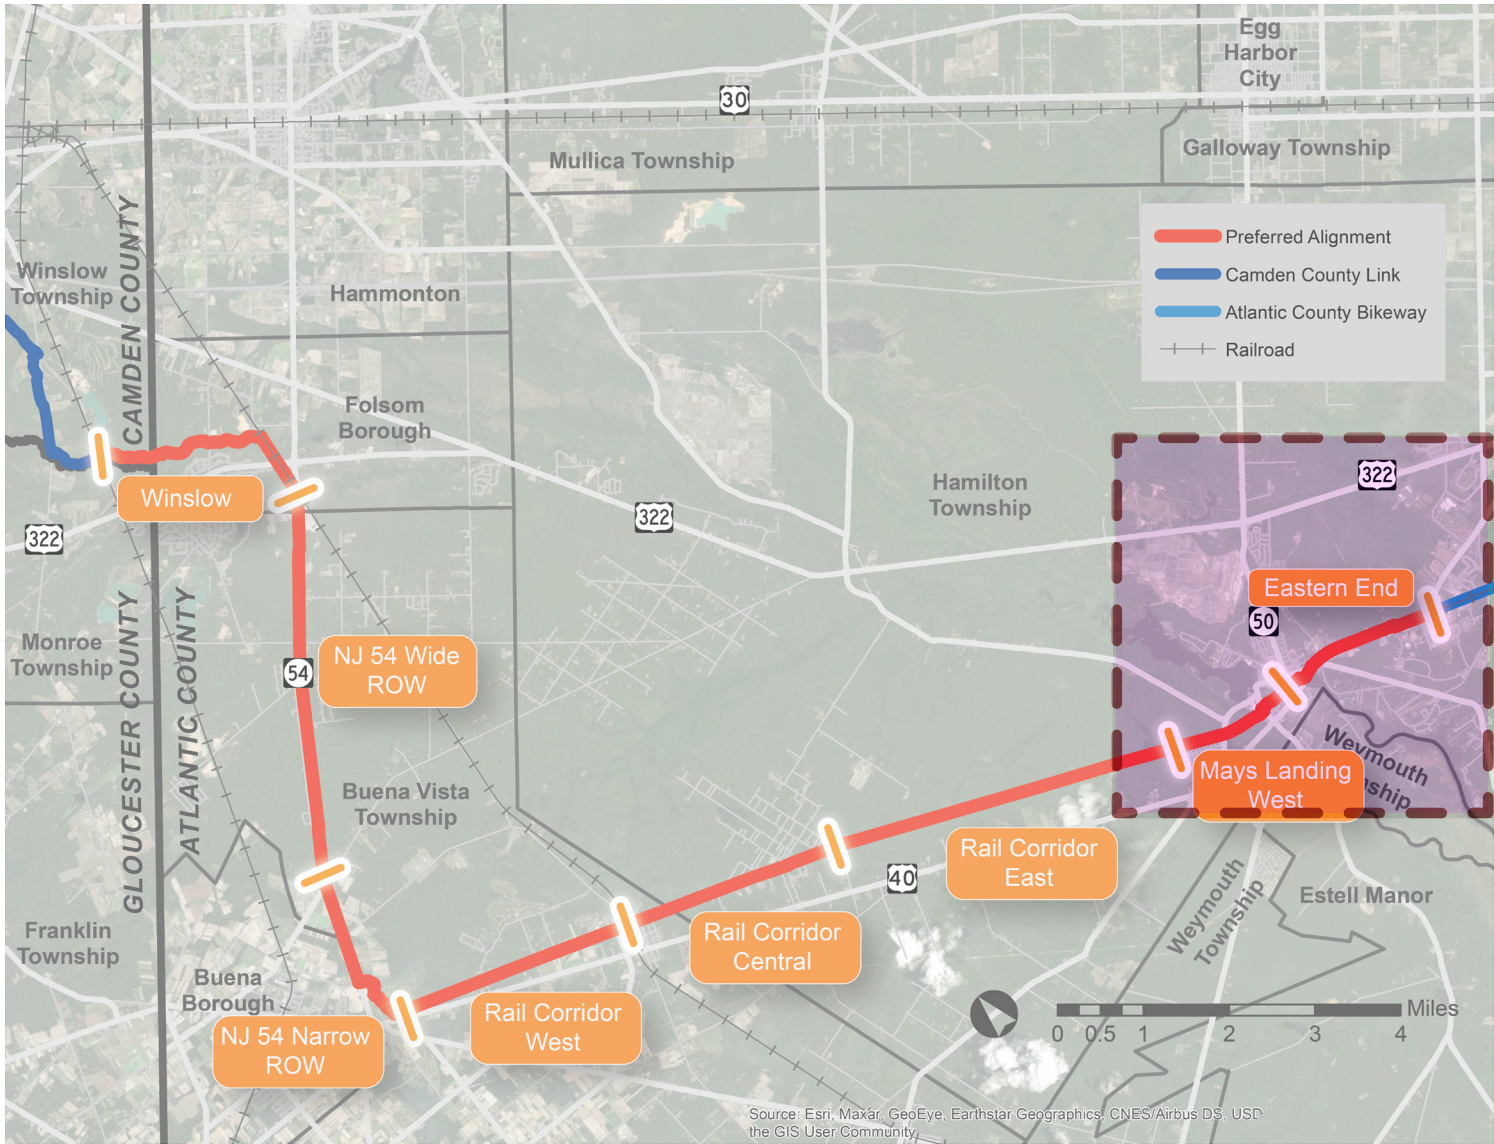 Egg
Harbor
City
30
Mullica Township
Galloway Township
Preferred Alignment
Camden County Link
Atlantic County Bikeway
Railroad
Winslow
Township
CAMDEN COUNTY
Hammonton
Folsom
Borough
Hamilton
Township
322
Winslow
322
322
Eastern End
50
Monroe
Township
GLOUCESTER COUNTY
ATLANTIC COUNTY
NJ 54 Wide
ROW
54
Buena Vista
Township
Mays Landing
West
Weymouth
Rail Corridor
East
40
Weymouth
Township
Estell Manor
Franklin
Township
Rail Corridor
Central
Buena
Borough
Rail Corridor
West
NJ 54 Narrow
ROW
Miles
0 0.5 1 2 3 4
Source: Esri, Maxar, GeoEye, Earthstar Geographics, CNES/Airbus DS, USD
the GIS User Community